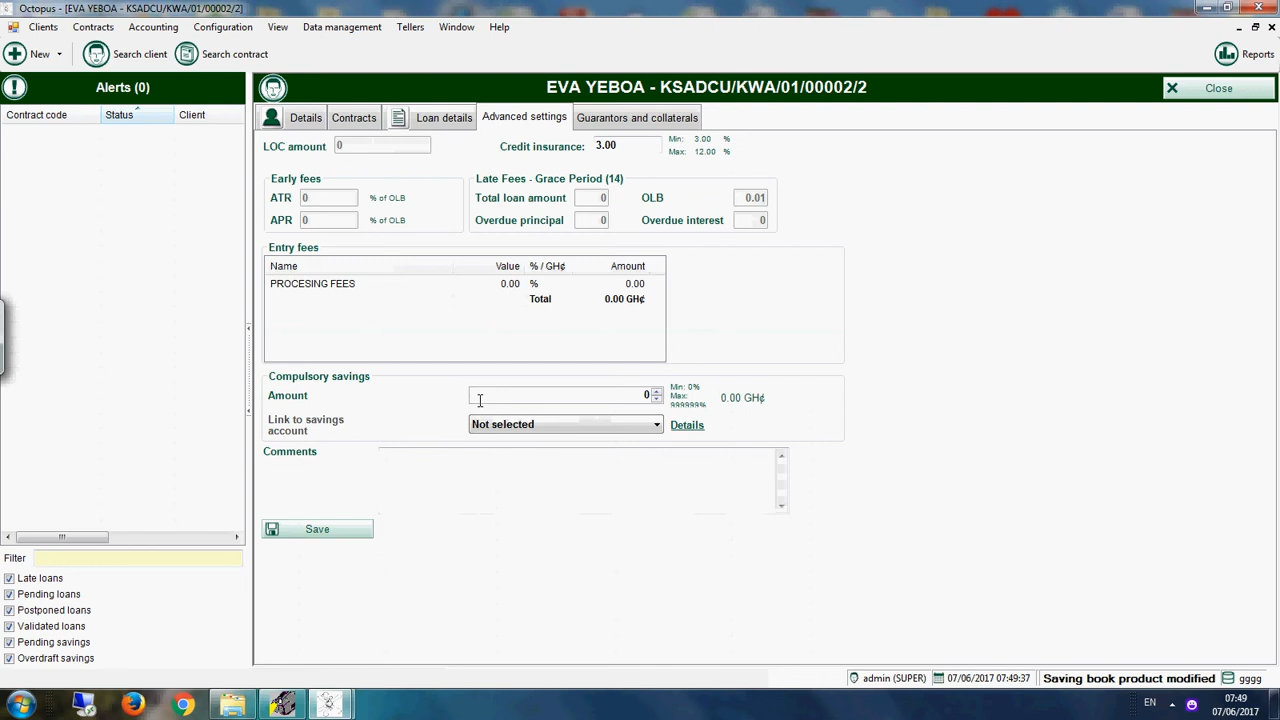 Octopus - [EVA YEBOA - KSADCU/KWA/01/00002/2]
Clients Contracts Accounting Configuration View Data management Tellers Window Help
New Search client Search contract Reports
Alerts (0)
EVA YEBOA - KSADCU/KWA/01/00002/2
Close
Contract code Status Client
Details Contracts Loan details Advanced settings Guarantors and collaterals
LOC amount 0 Credit insurance: 3.00 Min: 3.00 %
Max: 12.00 %
Early fees Late Fees - Grace Period (14)
ATR 0 % of OLB Total loan amount 0 OLB 0.01
APR 0 % of OLB Overdue principal 0 Overdue interest 0
Entry fees
Name Value % / GH¢ Amount
PROCESING FEES 0.00 % 0.00
Total 0.00 GH¢
Compulsory savings
Amount 0 Min: 0% Max: 999999% 0.00 GH¢
Link to savings account Not selected Details
Comments
Save
Filter
Late loans
Pending loans
Postponed loans
Validated loans
Pending savings
Overdraft savings
admin (SUPER) 07/06/2017 07:49:37 Saving book product modified gggg
EN 07:49
07/06/2017